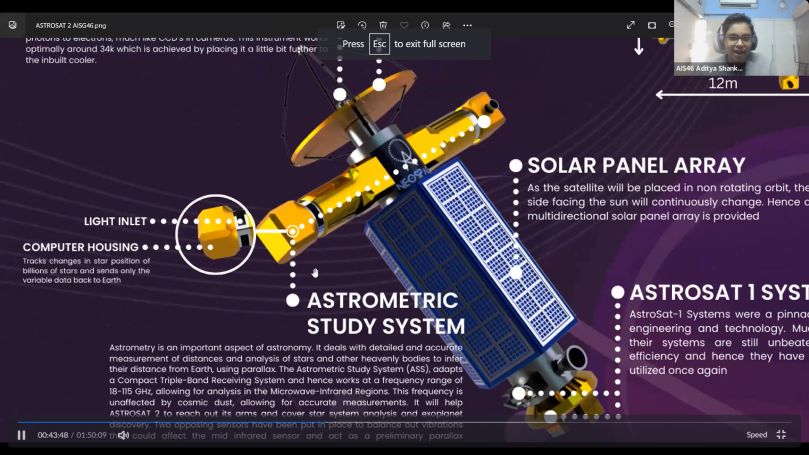 ASTROSAT 2 AISG46.png
photons to electrons, much like CCD's in cameras. This instrument works
optimally around 34k which is achieved by placing it a little bit further to
the inbuilt cooler.
Press Esc to exit full screen
AIS46 Aditya Shank...
12m
NEOS
SOLAR PANEL ARRAY
As the satellite will be placed in non rotating orbit, the
side facing the sun will continuously change. Hence a
multidirectional solar panel array is provided
LIGHT INLET
COMPUTER HOUSING
Tracks changes in star position of
billions of stars and sends only the
variable data back to Earth
ASTROMETRIC
STUDY SYSTEM
Astrometry is an important aspect of astronomy. It deals with detailed and accurate
measurement of distances and analysis of stars and other heavenly bodies to infer
their distance from Earth, using parallax. The Astrometric Study System (ASS), adapts
a Compact Triple-Band Receiving System and hence works at a frequency range of
18-115 GHz, allowing for analysis in the Microwave-Infrared Regions. This frequency is
unaffected by cosmic dust, allowing for accurate measurements. It will help
ASTROSAT 2 to reach out its arms and cover star system analysis and exoplanet
discovery. Two opposing sensors have been put in place to balance out vibrations
could affect the mid infrared sensor and act as a preliminary parallax
ASTROSAT 1 SYST
AstroSat-1 Systems were a pinnac
engineering and technology. Mu
their systems are still unbeate
efficiency and hence they have
utilized once again
00:43:48 / 01:50:09
Speed